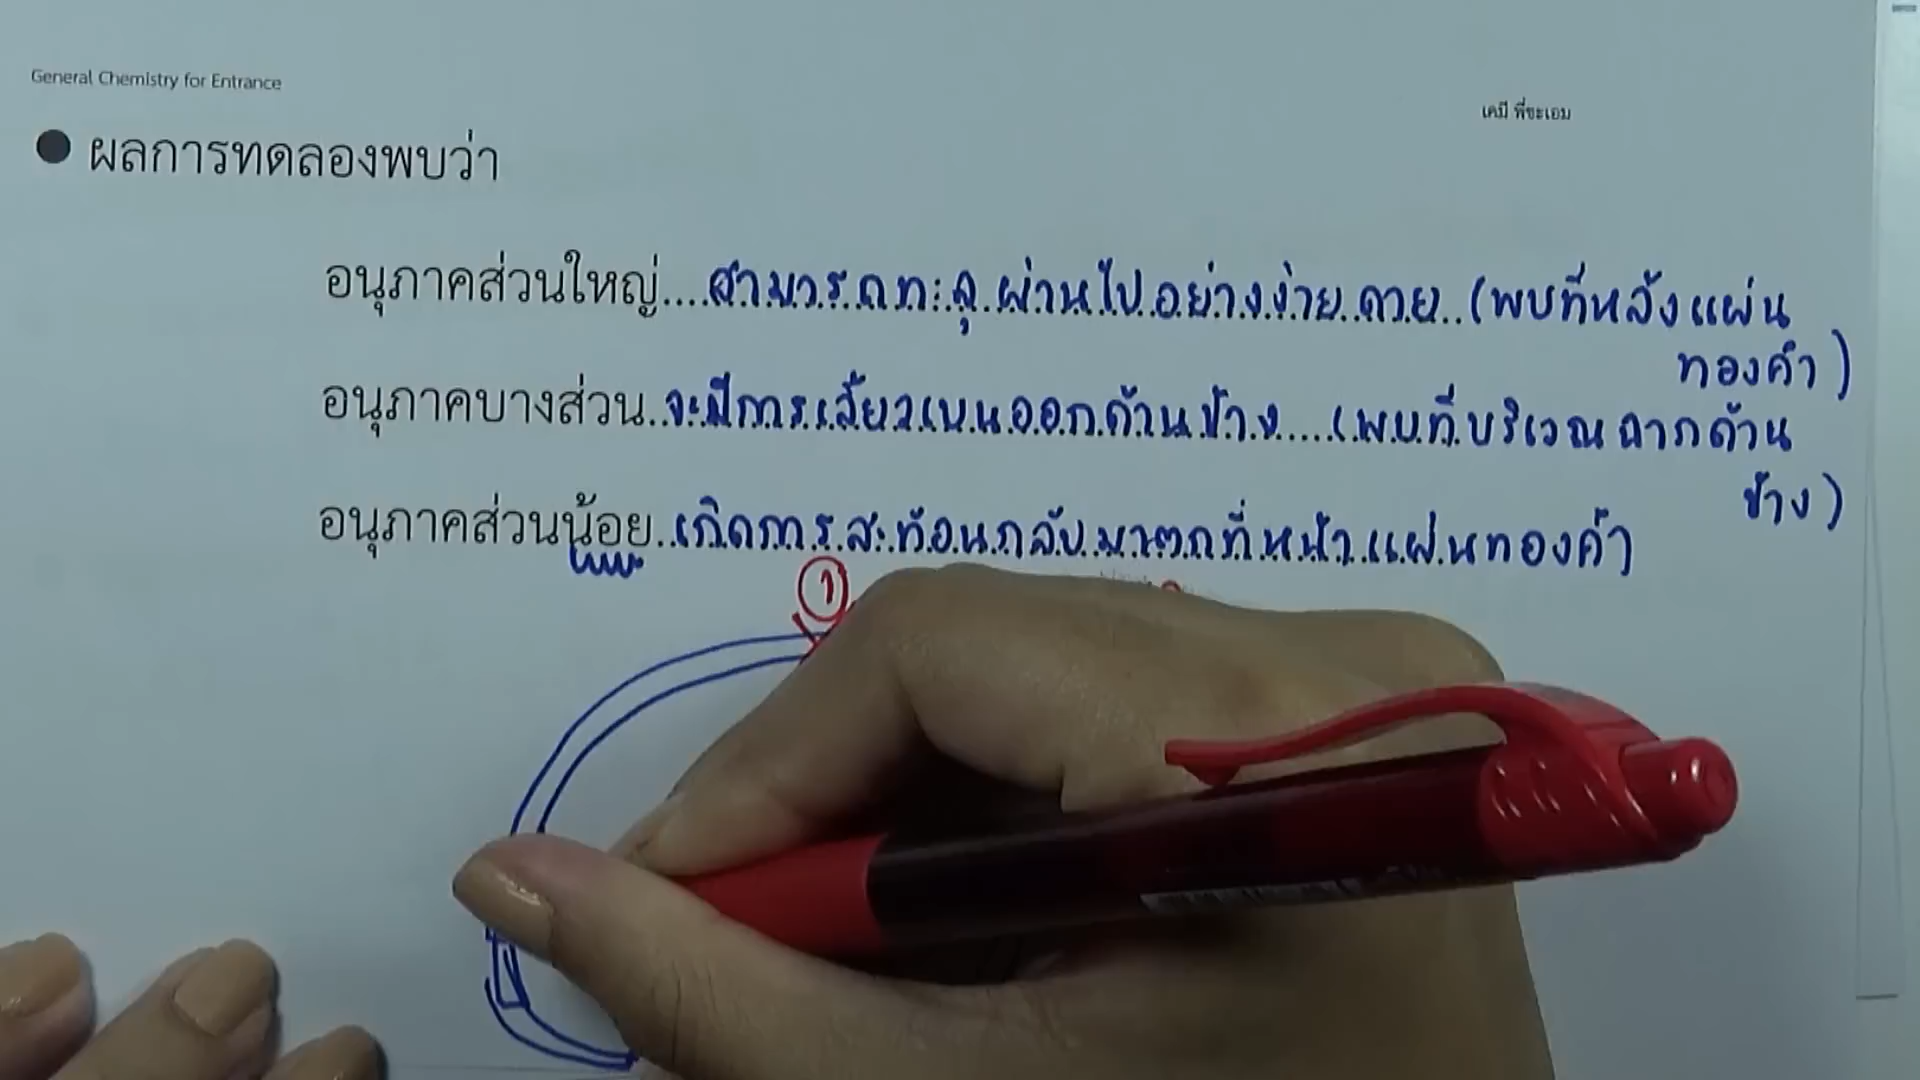 General Chemistry for Entrance
เคมี พี่ชะเอม
● ผลการทดลองพบว่า
อนุภาคส่วนใหญ่....สามารถทะลุผ่านไปอย่างง่ายดาย..(พบที่หลังแผ่น
ทองคำ)
อนุภาคบางส่วน..จะมีการเลี้ยวเบนออกด้านข้าง.....(พบที่บริเวณฉากด้าน
ข้าง)
อนุภาคส่วนน้อย..เกิดการสะท้อนกลับมาตกที่หน้าแผ่นทองคำ
1